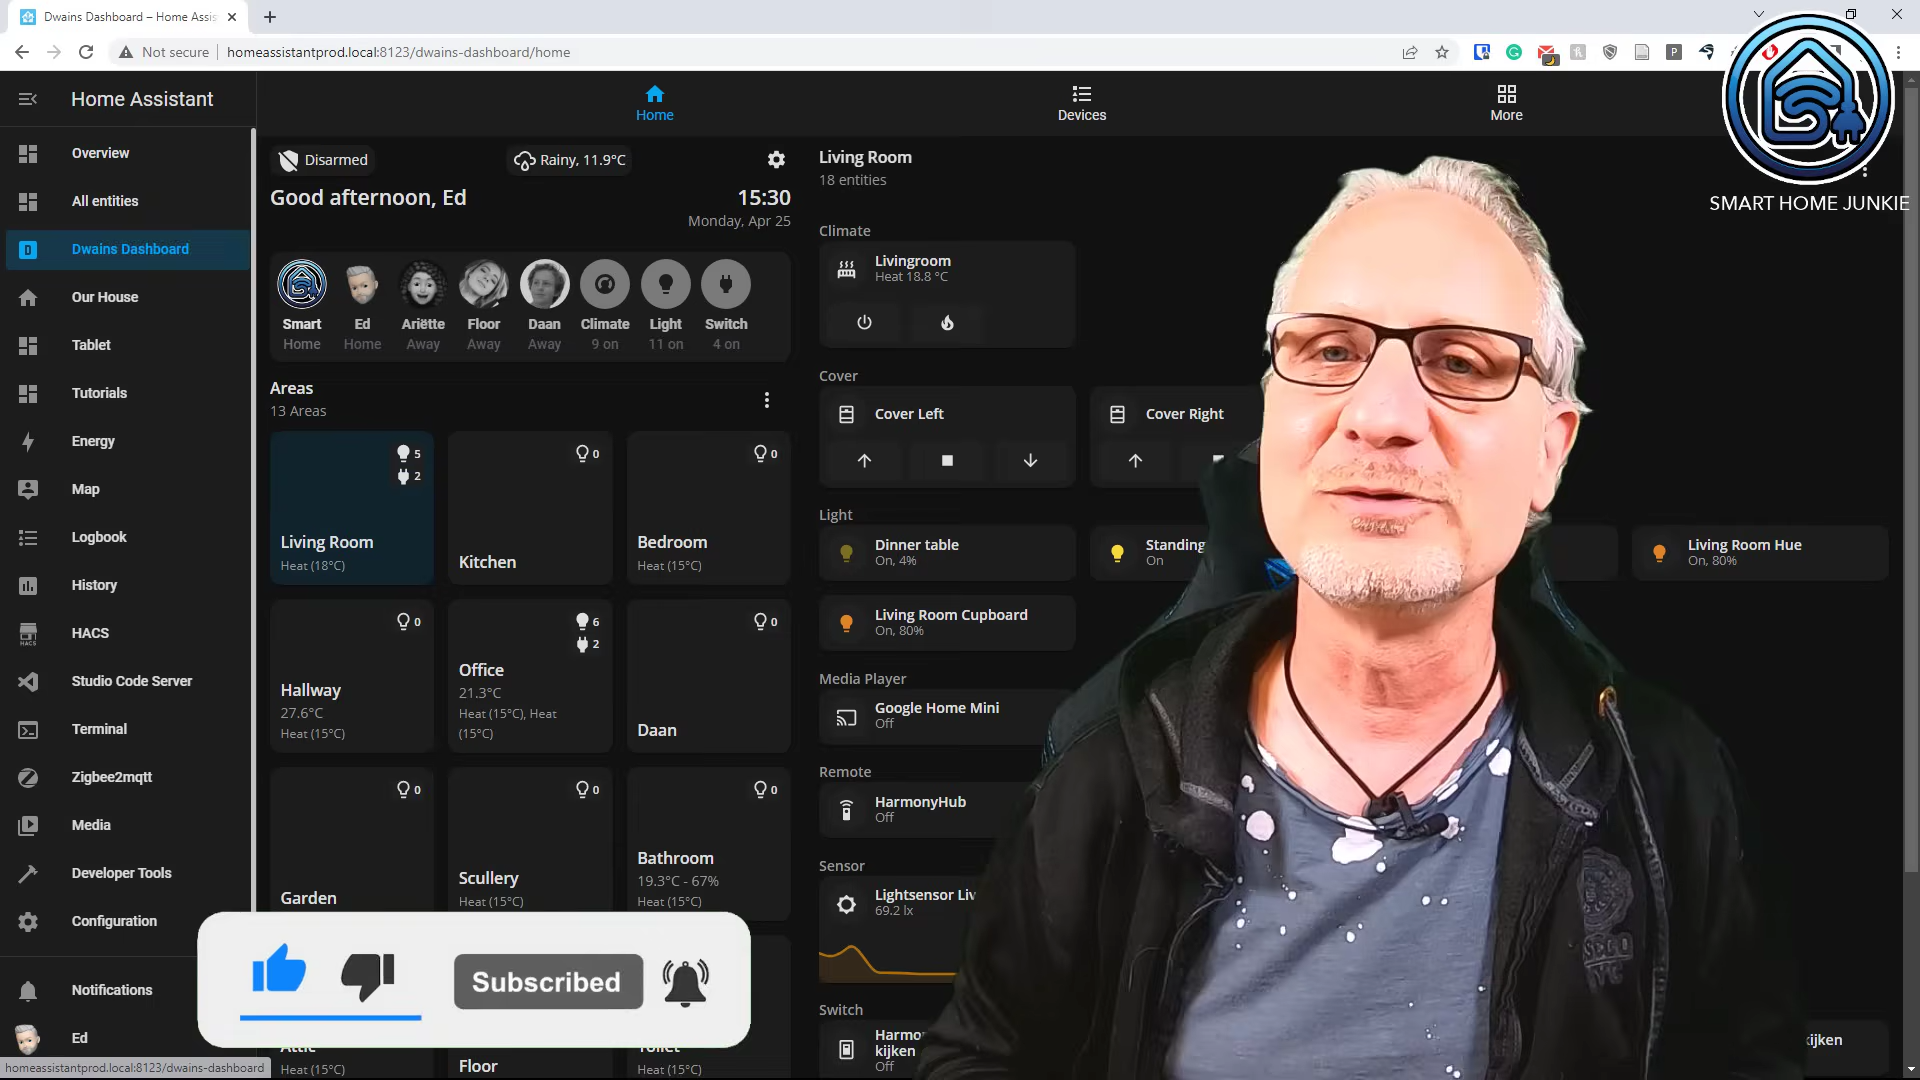 Dwains Dashboard – Home Assis
Not secure
homeassistantprod.local:8123/dwains-dashboard/home
Home Assistant
Overview
All entities
Dwains Dashboard
Our House
Tablet
Tutorials
Energy
Map
Logbook
History
HACS
HACS
Studio Code Server
Terminal
Zigbee2mqtt
Media
Developer Tools
Configuration
Notifications
Ed
homeassistantprod.local:8123/dwains-dashboard
Home
Devices
More
Disarmed
Rainy, 11.9°C
Good afternoon, Ed
15:30
Monday, Apr 25
Smart
Home
Ed
Home
Ariëtte
Away
Floor
Away
Daan
Away
Climate
9 on
Light
11 on
Switch
4 on
Areas
13 Areas
5
2
Living Room
Heat (18°C)
0
Kitchen
0
Bedroom
Heat (15°C)
0
Hallway
27.6°C
Heat (15°C)
6
2
Office
21.3°C
Heat (15°C), Heat
(15°C)
0
Daan
0
Garden
0
Scullery
Heat (15°C)
0
Bathroom
19.3°C - 67%
Heat (15°C)
Attic
Heat (15°C)
Floor
Toilet
Heat (15°C)
Subscribed
Living Room
18 entities
Climate
Livingroom
Heat 18.8 °C
Cover
Cover Left
Cover Right
Light
Dinner table
On, 4%
Standing
On
Living Room Hue
On, 80%
Living Room Cupboard
On, 80%
Media Player
Google Home Mini
Off
Remote
HarmonyHub
Off
Sensor
Lightsensor Liv
69.2 lx
Switch
Harmo
kijken
Off
kijken
SMART HOME JUNKIE